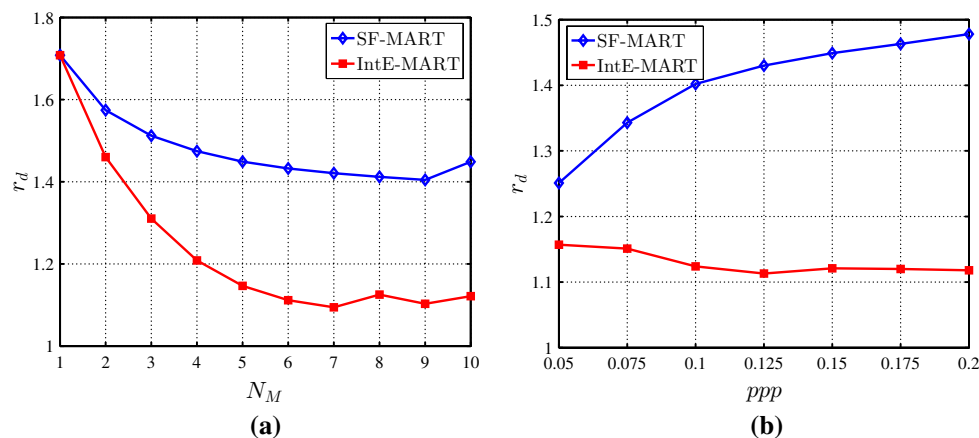 1.8
1.6
1.4
1.2
1
r_d
SF-MART
IntE-MART
1 2 3 4 5 6 7 8 9 10
N_M
(a)
1.5
1.4
1.3
1.2
1.1
1
r_d
SF-MART
IntE-MART
0.05 0.075 0.1 0.125 0.15 0.175 0.2
ppp
(b)